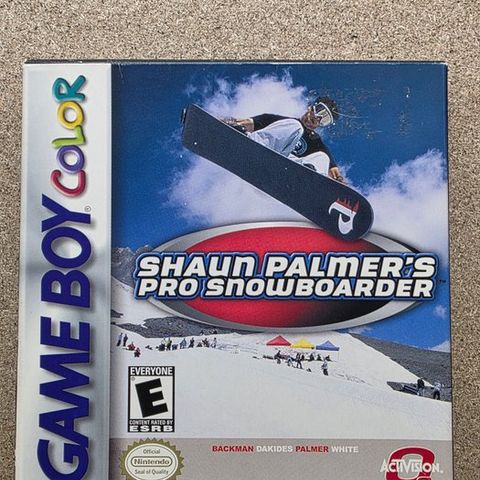 GAME BOY COLOR
SHAUN PALMER'S
PRO SNOWBOARDER
EVERYONE
E
CONTENT RATED BY
ESRB
Official
Nintendo
Seal of Quality
BACKMAN DAKIDES PALMER WHITE
ACTIVISION